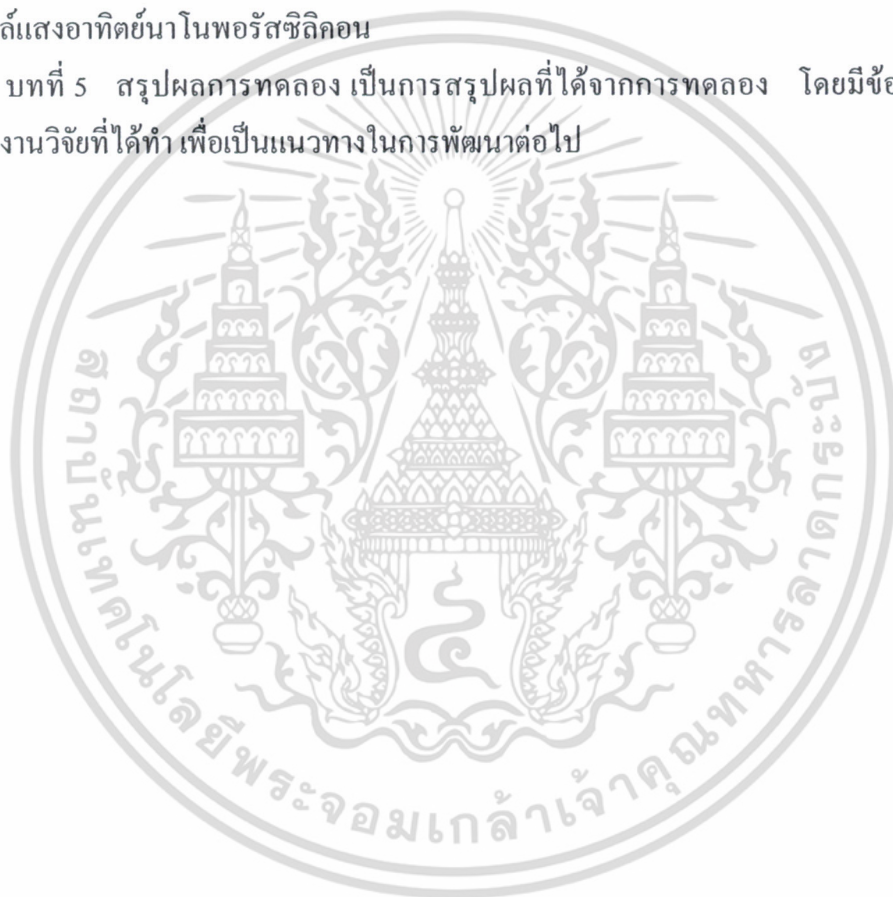 ล์แสงอาทิตย์นาโนพอรัสซิลิคอน
บทที่ 5 สรุปผลการทดลอง เป็นการสรุปผลที่ได้จากการทดลอง โดยมีข้อ
งานวิจัยที่ได้ทำ เพื่อเป็นแนวทางในการพัฒนาต่อไป
สถาบันเทคโนโลยีพระจอมเกล้าเจ้าคุณทหารลาดกระบัง